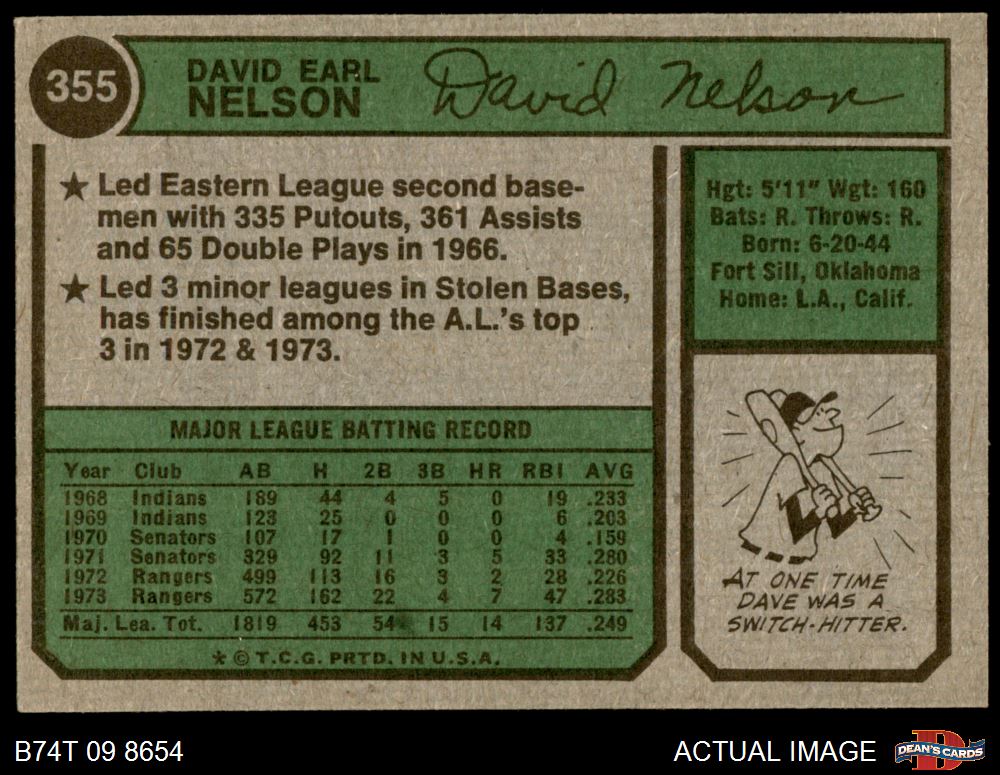 355
DAVID EARL
NELSON
David Nelson
★ Led Eastern League second base-
men with 335 Putouts, 361 Assists
and 65 Double Plays in 1966.
★ Led 3 minor leagues in Stolen Bases,
has finished among the A.L.'s top
3 in 1972 & 1973.
Hgt: 5'11" Wgt: 160
Bats: R. Throws: R.
Born: 6-20-44
Fort Sill, Oklahoma
Home: L.A., Calif.
MAJOR LEAGUE BATTING RECORD
Year Club AB H 2B 3B HR RBI AVG
1968 Indians 189 44 4 5 0 19 .233
1969 Indians 123 25 0 0 0 6 .203
1970 Senators 107 17 1 0 0 4 .159
1971 Senators 329 92 11 3 5 33 .280
1972 Rangers 499 113 16 3 2 28 .226
1973 Rangers 572 162 22 4 7 47 .283
Maj. Lea. Tot. 1819 453 54 15 14 137 .249
* © T.C.G. PRTD. IN U.S.A.
AT ONE TIME
DAVE WAS A
SWITCH-HITTER.
B74T 09 8654
ACTUAL IMAGE
DEAN'S CARDS